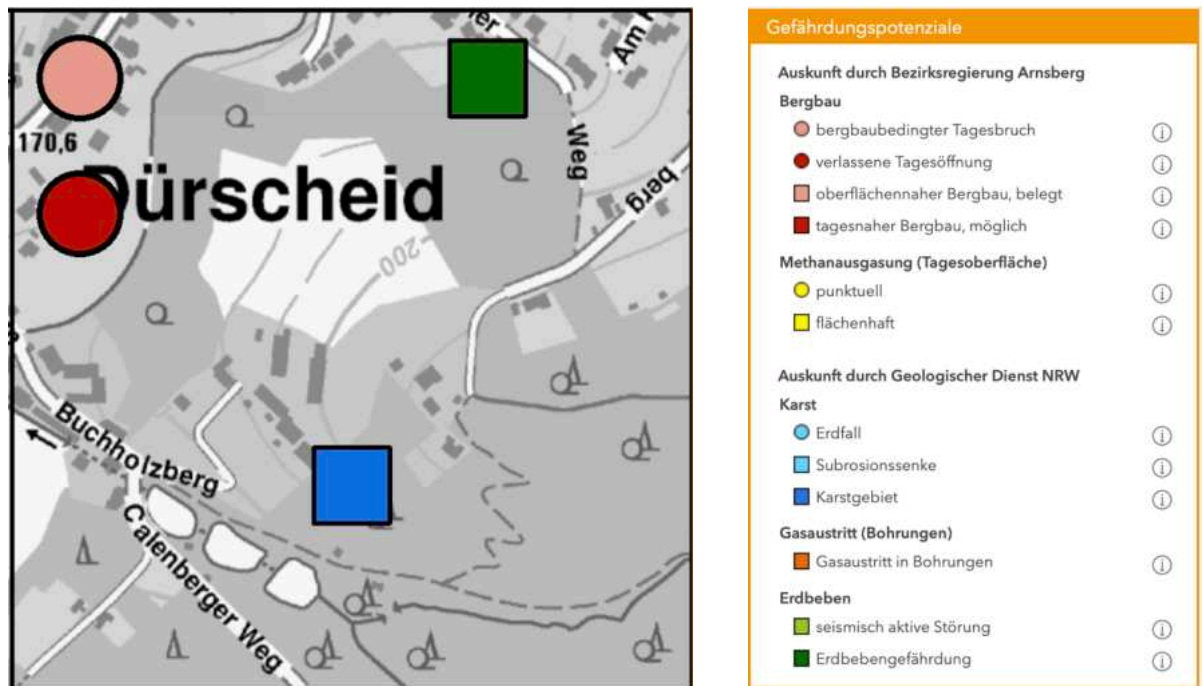 Am
170,6
Weg
Dürscheid
berg
200
Buchholzberg
Calenberger Weg
Gefährdungspotenziale
Auskunft durch Bezirksregierung Arnsberg
Bergbau
bergbaubedingter Tagesbruch
verlassene Tagesöffnung
oberflächennaher Bergbau, belegt
tagesnaher Bergbau, möglich
Methanausgasung (Tagesoberfläche)
punktuell
flächenhaft
Auskunft durch Geologischer Dienst NRW
Karst
Erdfall
Subrosionssenke
Karstgebiet
Gasaustritt (Bohrungen)
Gasaustritt in Bohrungen
Erdbeben
seismisch aktive Störung
Erdbebengefährdung